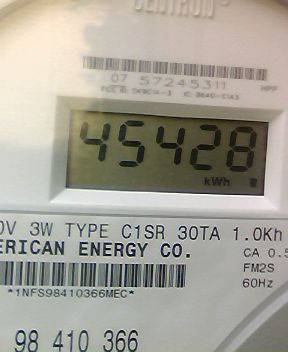 CENTRON®
07 57245311
45428
kWh
0V 3W TYPE C1SR 30TA 1.0Kh
ERICAN ENERGY CO.
CA 0.5
FM2S
60Hz
*1NFS98410366MEC*
98 410 366